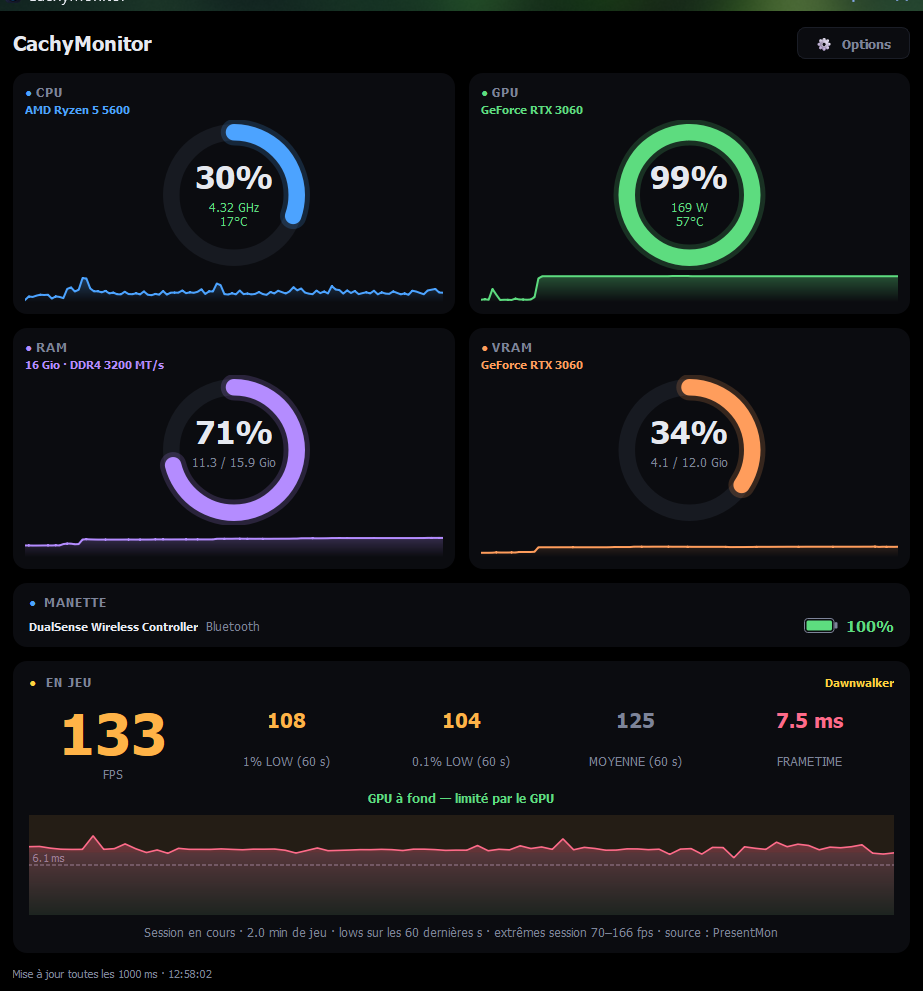 CachyMonitor
Options
CPU
AMD Ryzen 5 5600
30%
4.32 GHz
17°C
GPU
GeForce RTX 3060
99%
169 W
57°C
RAM
16 Gio · DDR4 3200 MT/s
71%
11.3 / 15.9 Gio
VRAM
GeForce RTX 3060
34%
4.1 / 12.0 Gio
MANETTE
DualSense Wireless Controller Bluetooth
100%
EN JEU
Dawnwalker
133
FPS
108
1% LOW (60 s)
104
0.1% LOW (60 s)
125
MOYENNE (60 s)
7.5 ms
FRAMETIME
GPU à fond — limité par le GPU
6.1 ms
Session en cours · 2.0 min de jeu · lows sur les 60 dernières s · extrêmes session 70–166 fps · source : PresentMon
Mise à jour toutes les 1000 ms · 12:58:02